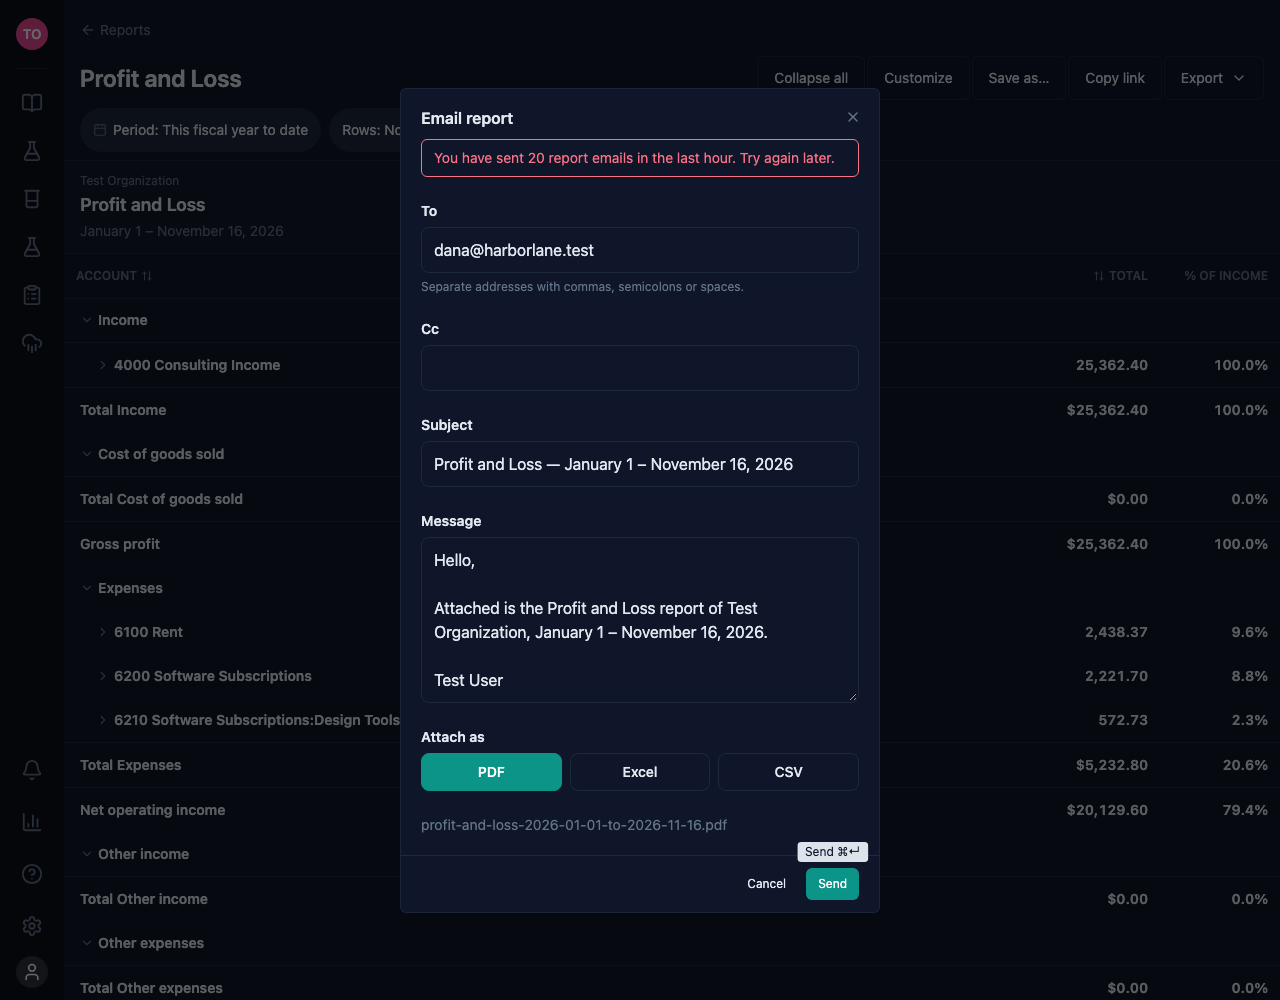 TO
Reports
Profit and Loss
Collapse all
Customize
Save as...
Copy link
Export
Period: This fiscal year to date
Rows: No
Test Organization
Profit and Loss
January 1 – November 16, 2026
ACCOUNT
TOTAL
% OF INCOME
Income
4000 Consulting Income
25,362.40
100.0%
Total Income
$25,362.40
100.0%
Cost of goods sold
Total Cost of goods sold
$0.00
0.0%
Gross profit
$25,362.40
100.0%
Expenses
6100 Rent
2,438.37
9.6%
6200 Software Subscriptions
2,221.70
8.8%
6210 Software Subscriptions:Design Tools
572.73
2.3%
Total Expenses
$5,232.80
20.6%
Net operating income
$20,129.60
79.4%
Other income
Total Other income
$0.00
0.0%
Other expenses
Total Other expenses
$0.00
0.0%
Email report
You have sent 20 report emails in the last hour. Try again later.
To
dana@harborlane.test
Separate addresses with commas, semicolons or spaces.
Cc
Subject
Profit and Loss — January 1 – November 16, 2026
Message
Hello,
Attached is the Profit and Loss report of Test
Organization, January 1 – November 16, 2026.
Test User
Attach as
PDF
Excel
CSV
profit-and-loss-2026-01-01-to-2026-11-16.pdf
Send ⌘↵
Cancel
Send